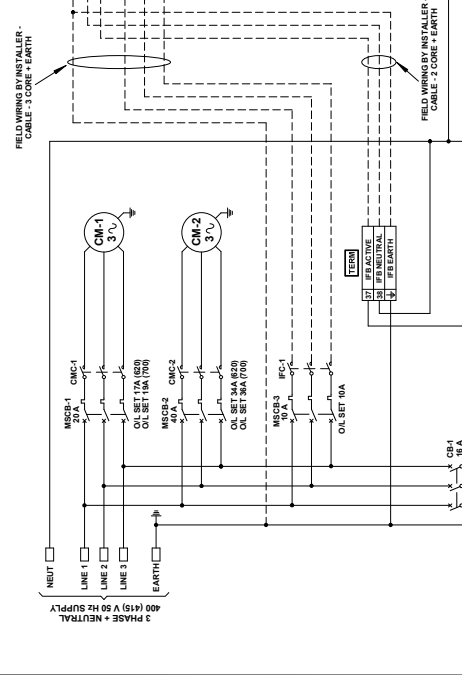 FIELD WIRING BY INSTALLER -
CABLE - 3 CORE + EARTH
FIELD WIRING BY INSTALLER -
CABLE - 2 CORE + EARTH
CM-1
3
CM-2
3
TERM
37 IFB ACTIVE
38 IFB NEUTRAL
IFB EARTH
MSCB-1
20 A
CMC-1
O/L SET 17A (620)
O/L SET 19A (700)
MSCB-2
40 A
CMC-2
O/L SET 34A (620)
O/L SET 36A (700)
MSCB-3
10 A
IFC-1
O/L SET 10A
CB-1
16 A
NEUT
LINE 1
LINE 2
LINE 3
EARTH
3 PHASE + NEUTRAL
400 (415) V 50 Hz SUPPLY